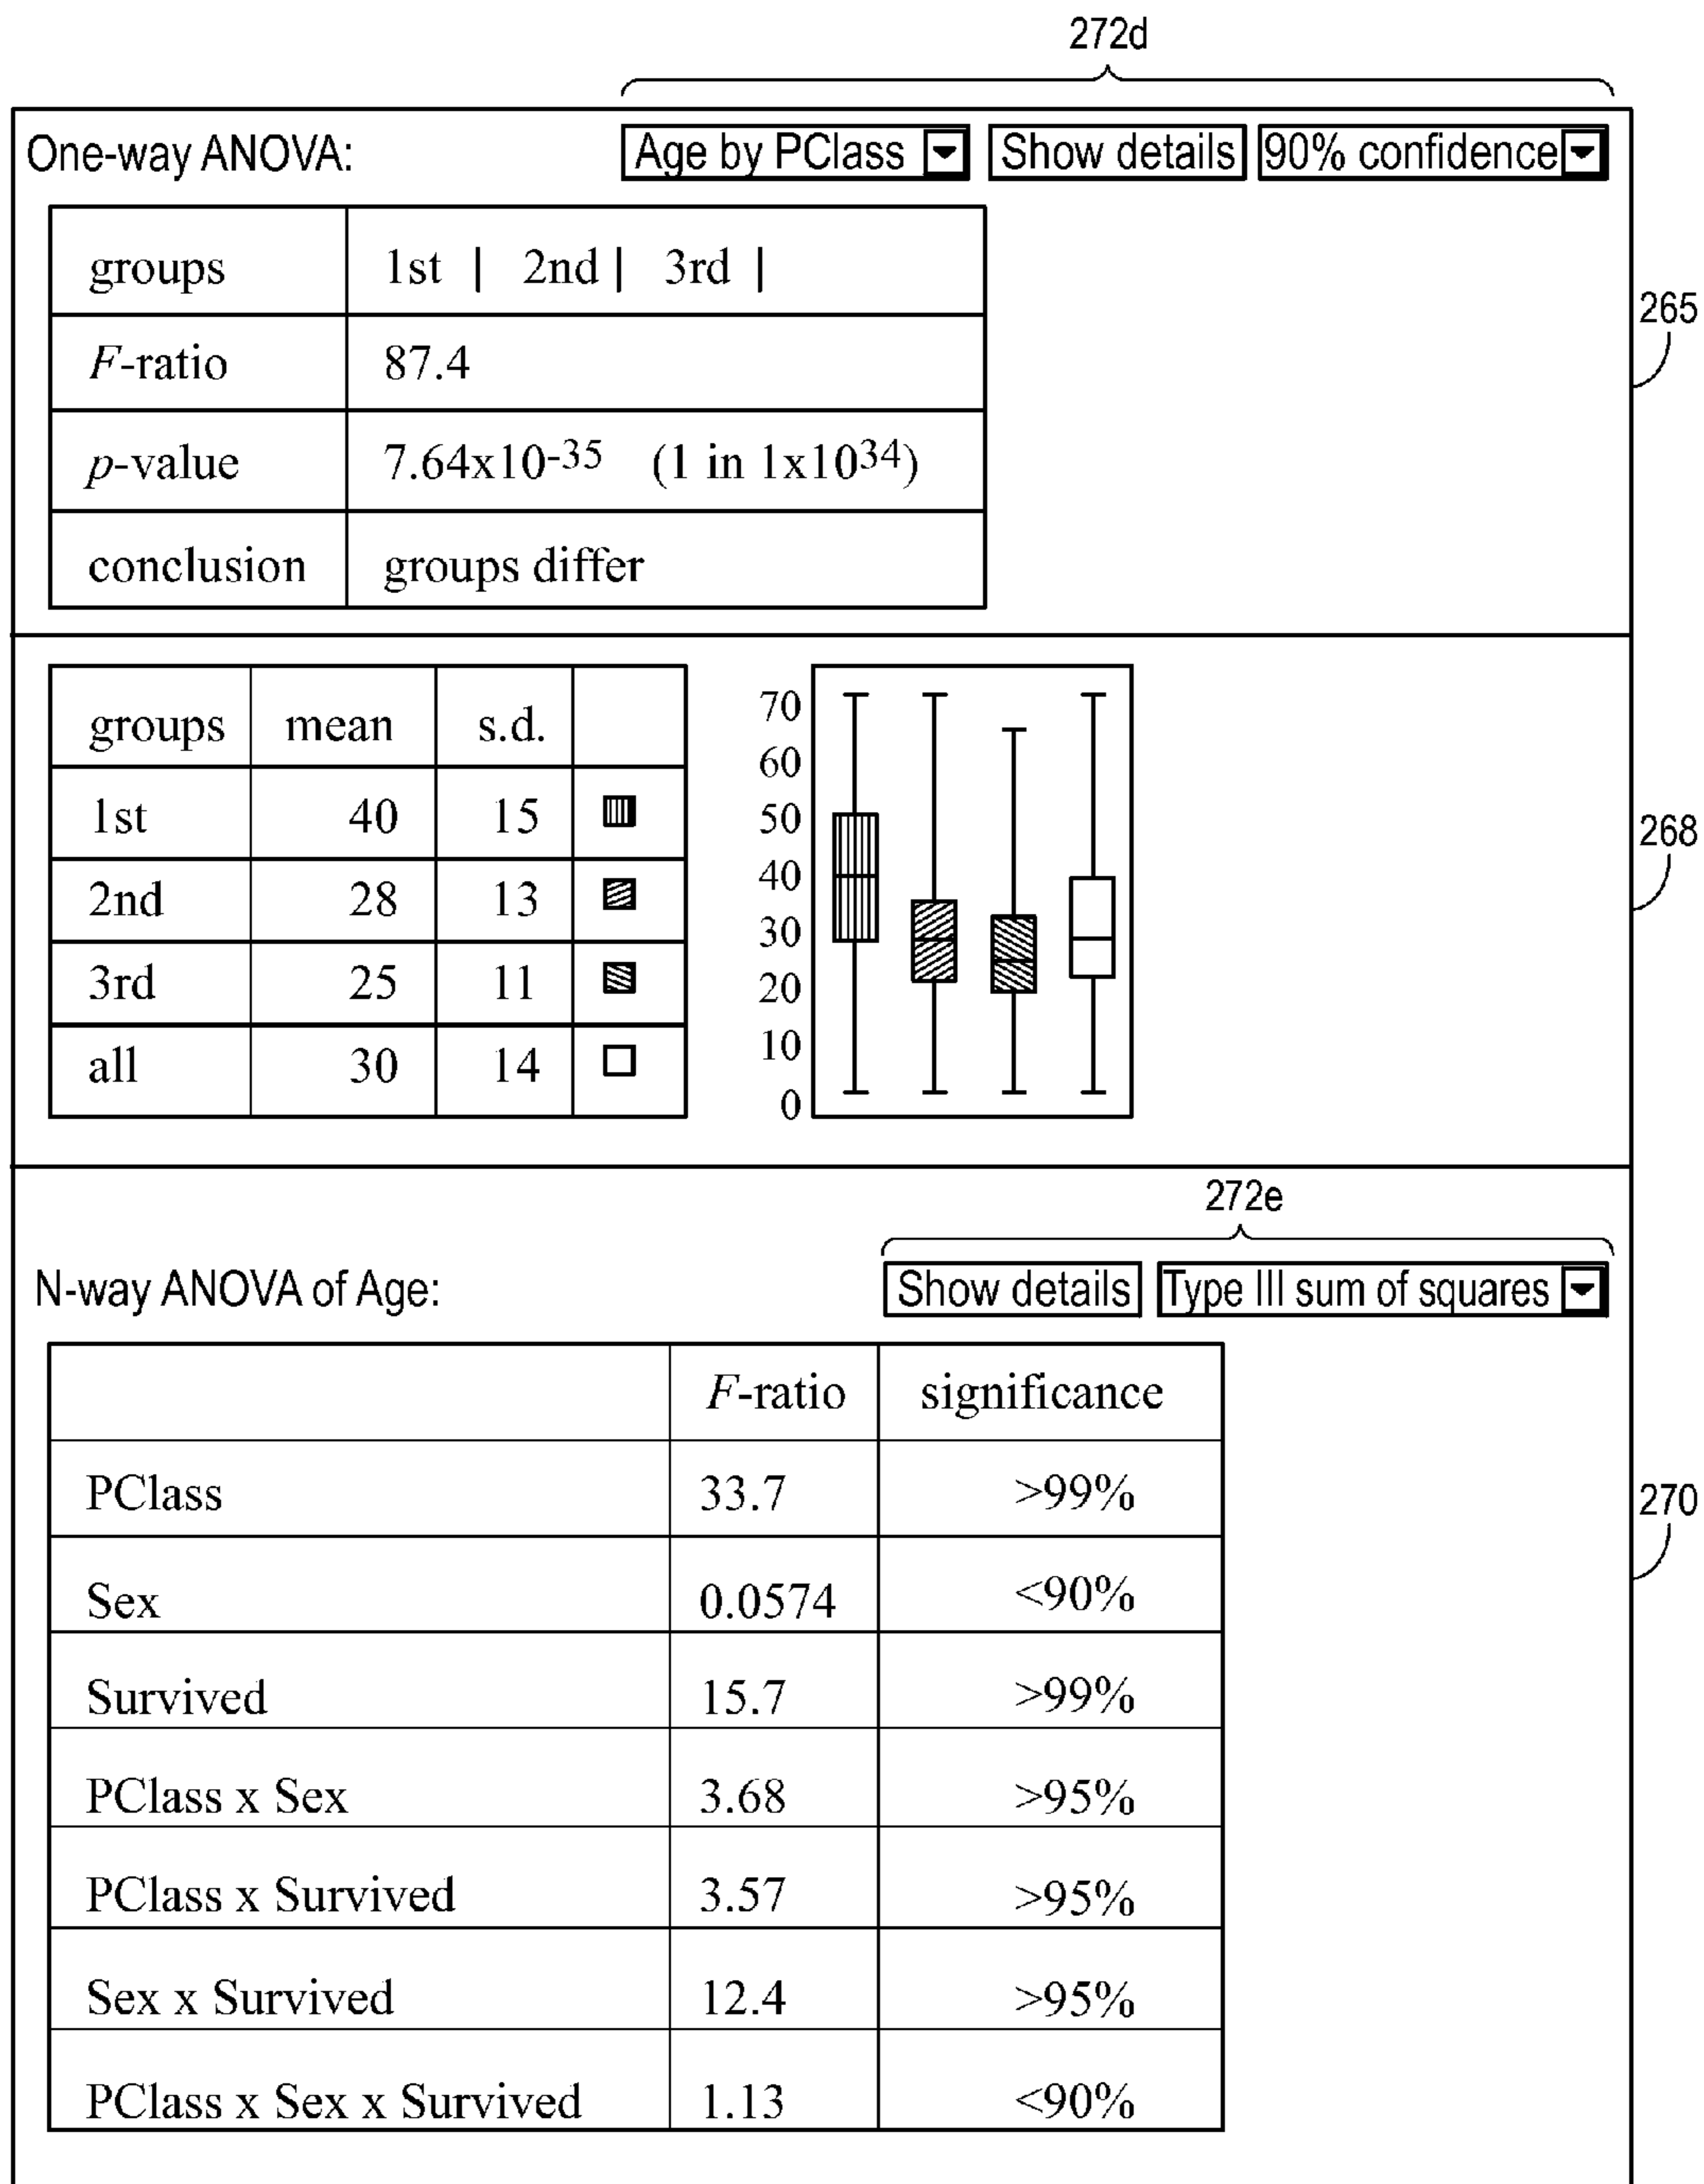 272d
One-way ANOVA: Age by PClass Show details 90% confidence
groups 1st | 2nd | 3rd |
F-ratio 87.4
265
p-value 7.64x10-35 (1 in 1x1034)
conclusion groups differ
groups mean s.d.
1st 40 15
2nd 28 13
3rd 25 11
all 30 14
70
60
50
40
30
20
10
0
268
272e
N-way ANOVA of Age: Show details Type III sum of squares
F-ratio significance
PClass 33.7 >99%
270
Sex 0.0574 <90%
Survived 15.7 >99%
PClass x Sex 3.68 >95%
PClass x Survived 3.57 >95%
Sex x Survived 12.4 >95%
PClass x Sex x Survived 1.13 <90%